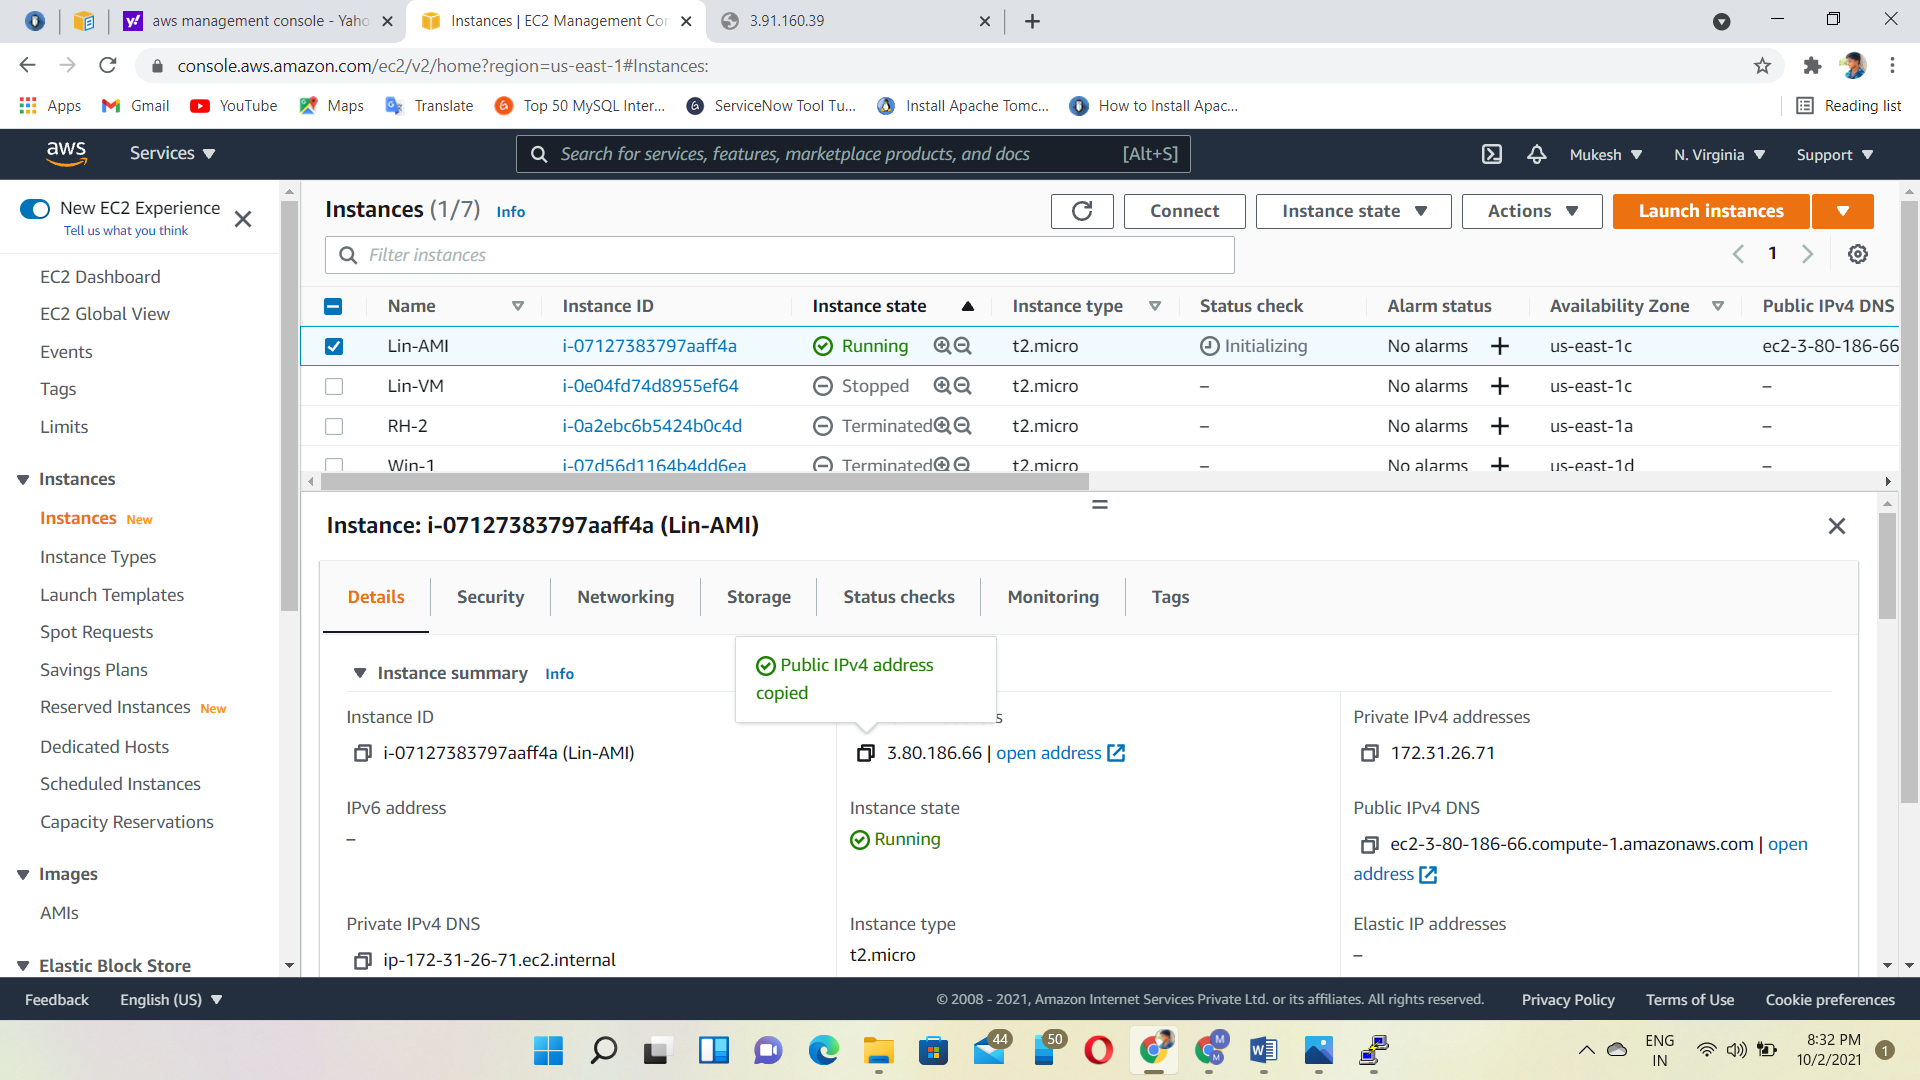 aws management console - Yaho
Instances | EC2 Management Con
3.91.160.39
console.aws.amazon.com/ec2/v2/home?region=us-east-1#Instances:
Apps
Gmail
YouTube
Maps
Translate
Top 50 MySQL Inter...
ServiceNow Tool Tu...
Install Apache Tomc...
How to Install Apac...
Reading list
aws
Services
Search for services, features, marketplace products, and docs
[Alt+S]
Mukesh
N. Virginia
Support
New EC2 Experience
Tell us what you think
EC2 Dashboard
EC2 Global View
Events
Tags
Limits
Instances
Instances New
Instance Types
Launch Templates
Spot Requests
Savings Plans
Reserved Instances New
Dedicated Hosts
Scheduled Instances
Capacity Reservations
Images
AMIs
Elastic Block Store
Instances (1/7) Info
Connect
Instance state
Actions
Launch instances
Filter instances
1
Name Instance ID Instance state Instance type Status check Alarm status Availability Zone Public IPv4 DNS
Lin-AMI i-07127383797aaff4a Running t2.micro Initializing No alarms + us-east-1c ec2-3-80-186-66
Lin-VM i-0e04fd74d8955ef64 Stopped t2.micro – No alarms + us-east-1c –
RH-2 i-0a2ebc6b5424b0c4d Terminated t2.micro – No alarms + us-east-1a –
Win-1 i-07d56d1164b4dd6ea Terminated t2.micro – No alarms + us-east-1d –
Instance: i-07127383797aaff4a (Lin-AMI)
Details
Security
Networking
Storage
Status checks
Monitoring
Tags
Instance summary Info
Public IPv4 address
copied
Instance ID
i-07127383797aaff4a (Lin-AMI)
s
3.80.186.66 | open address
Private IPv4 addresses
172.31.26.71
IPv6 address
–
Instance state
Running
Public IPv4 DNS
ec2-3-80-186-66.compute-1.amazonaws.com | open
address
Private IPv4 DNS
ip-172-31-26-71.ec2.internal
Instance type
t2.micro
Elastic IP addresses
–
Feedback
English (US)
© 2008 - 2021, Amazon Internet Services Private Ltd. or its affiliates. All rights reserved.
Privacy Policy
Terms of Use
Cookie preferences
44
50
ENG
IN
8:32 PM
10/2/2021
1